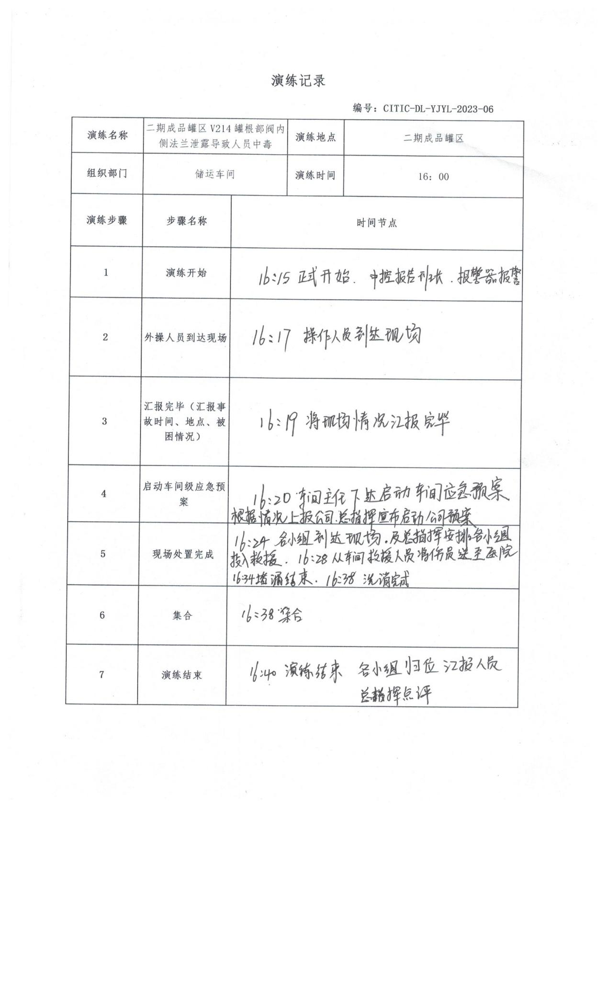 演练记录
编号：CITIC-DL-YJYL-2023-06
演练名称
二期成品罐区 V214 罐根部阀内
侧法兰泄露导致人员中毒
演练地点
二期成品罐区
组织部门
储运车间
演练时间
16：00
演练步骤
步骤名称
时间节点
1
演练开始
16:15 正式开始. 中控报告班长. 报警器报警
2
外操人员到达现场
16:17 操作人员到达现场
3
汇报完毕（汇报事
故时间、地点、被
困情况）
16:19 将现场情况汇报完毕
4
启动车间级应急预
案
16:20 车间主任下达启动车间应急预案
根据情况上报公司.总指挥宣布启动公司预案
5
现场处置完成
16:24 各小组到达现场.及总指挥安排各小组
投入救援. 16:28 从车间救援人员将伤员送至医院
16:34堵漏结束. 16:38 洗消完成
6
集合
16:38 集合
7
演练结束
16:40 演练结束 各小组归位 汇报人员
总指挥点评